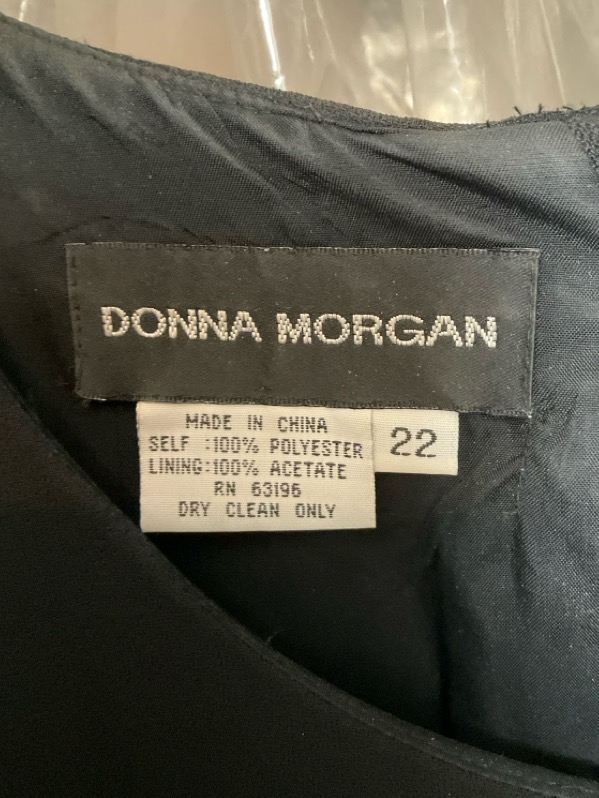 DONNA MORGAN
MADE IN CHINA
SELF :100% POLYESTER
LINING:100% ACETATE
RN 63196
DRY CLEAN ONLY
22